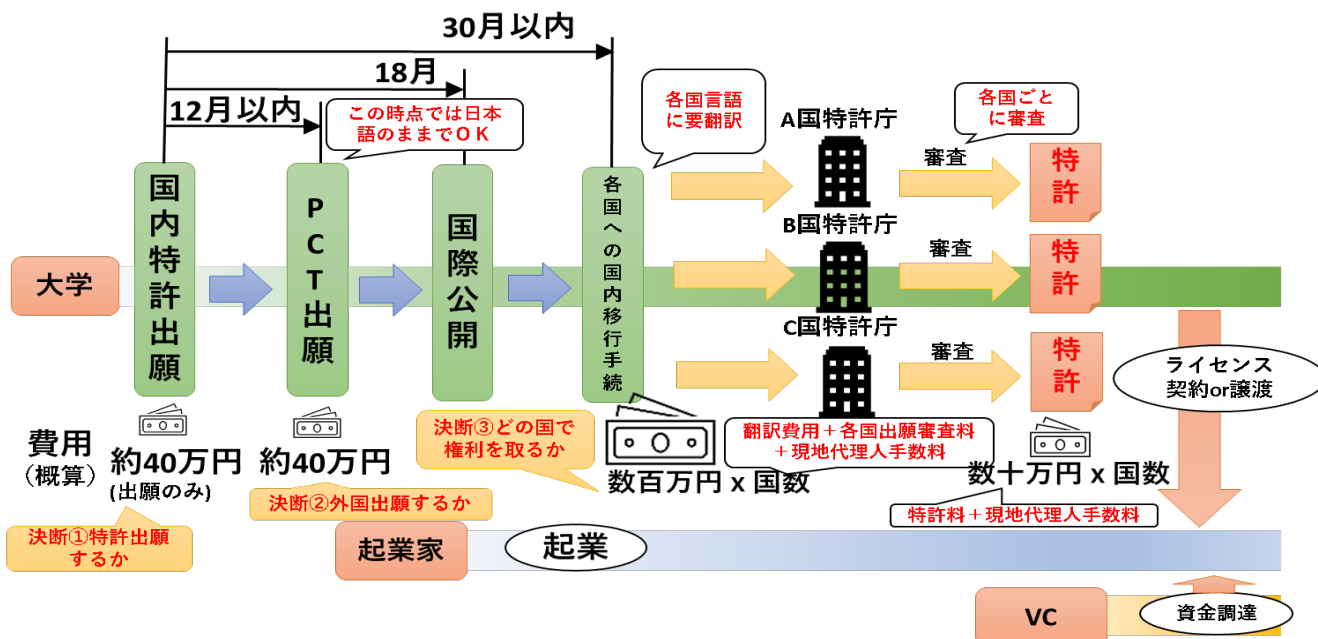 30月以内
18月
12月以内
この時点では日本
語のままでOK
各国言語
に要翻訳
各国ごと
に審査
A国特許庁
審査
特許
B国特許庁
審査
特許
C国特許庁
審査
特許
大学
国内特許出願
PCT出願
国際公開
各国への国内移行手続
ライセンス
契約or譲渡
費用
(概算)
約40万円
(出願のみ)
約40万円
決断③どの国で
権利を取るか
数百万円 x 国数
翻訳費用+各国出願審査料
+現地代理人手数料
数十万円 x 国数
特許料+現地代理人手数料
決断①特許出願
するか
決断②外国出願するか
起業家
起業
VC
資金調達